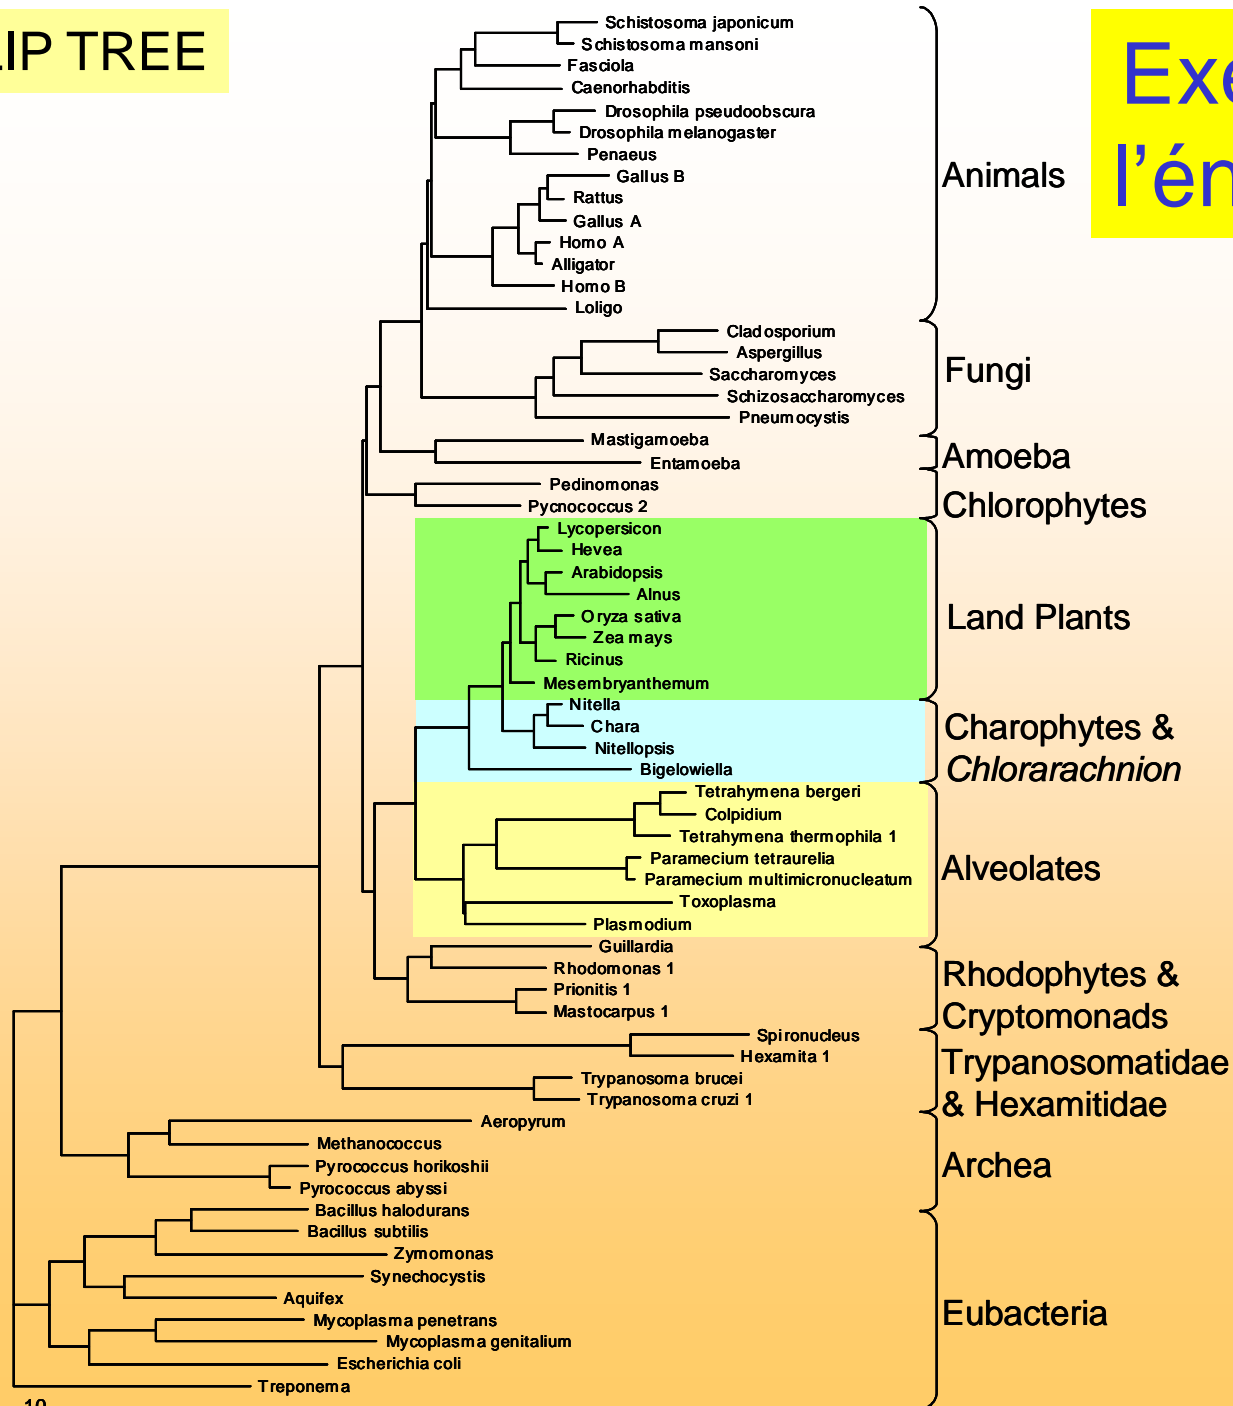 LIP TREE
Exe
l'én
Schistosoma japonicum
Schistosoma mansoni
Fasciola
Caenorhabditis
Drosophila pseudoobscura
Drosophila melanogaster
Penaeus
Gallus B
Rattus
Gallus A
Homo A
Alligator
Homo B
Loligo
Animals
Cladosporium
Aspergillus
Saccharomyces
Schizosaccharomyces
Pneumocystis
Fungi
Mastigamoeba
Entamoeba
Amoeba
Pedinomonas
Pycnococcus 2
Chlorophytes
Lycopersicon
Hevea
Arabidopsis
Alnus
Oryza sativa
Zea mays
Ricinus
Mesembryanthemum
Land Plants
Nitella
Chara
Nitellopsis
Bigelowiella
Charophytes &
Chlorarachnion
Tetrahymena bergeri
Colpidium
Tetrahymena thermophila 1
Paramecium tetraurelia
Paramecium multimicronucleatum
Toxoplasma
Plasmodium
Alveolates
Guillardia
Rhodomonas 1
Prionitis 1
Mastocarpus 1
Rhodophytes &
Cryptomonads
Spironucleus
Hexamita 1
Trypanosoma brucei
Trypanosoma cruzi 1
Trypanosomatidae
& Hexamitidae
Aeropyrum
Methanococcus
Pyrococcus horikoshii
Pyrococcus abyssi
Archea
Bacillus halodurans
Bacillus subtilis
Zymomonas
Synechocystis
Aquifex
Mycoplasma penetrans
Mycoplasma genitalium
Escherichia coli
Treponema
Eubacteria